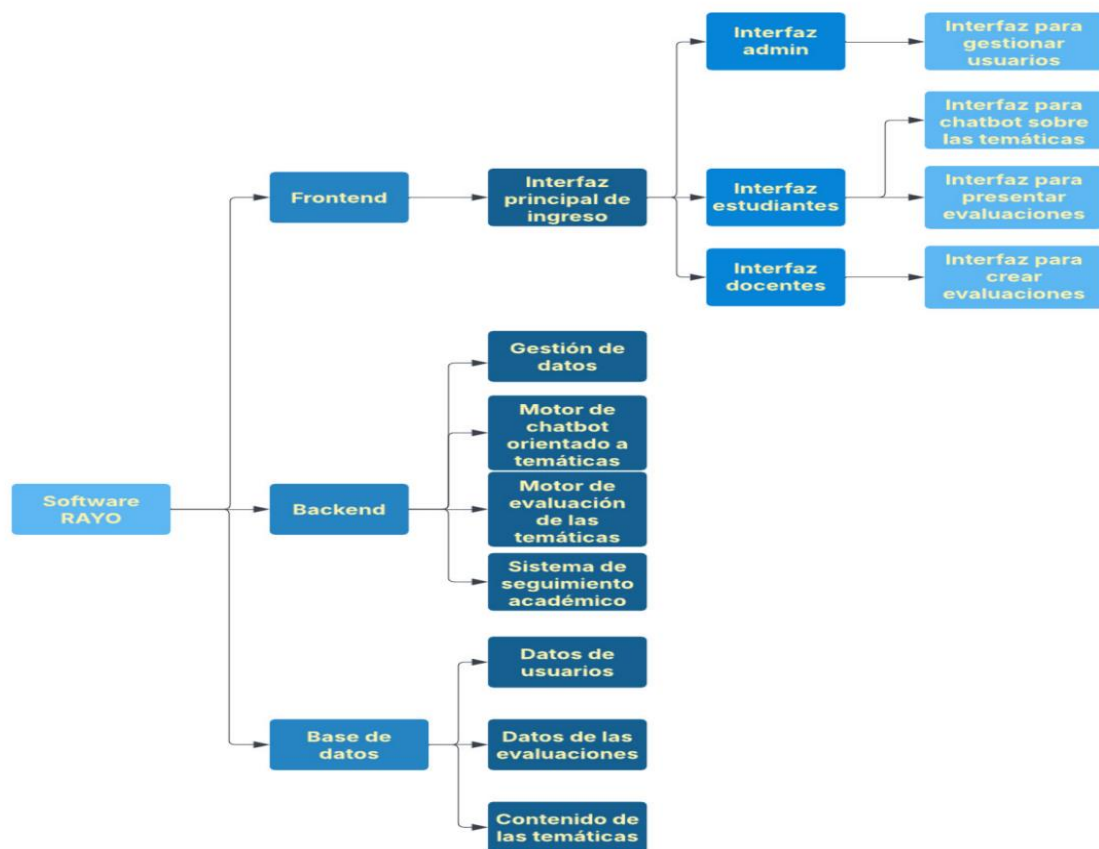 Interfaz
admin
Interfaz para
gestionar
usuarios
Interfaz para
chatbot sobre
las temáticas
Frontend
Interfaz
principal de
ingreso
Interfaz
estudiantes
Interfaz para
presentar
evaluaciones
Interfaz
docentes
Interfaz para
crear
evaluaciones
Gestión de
datos
Motor de
chatbot
orientado a
temáticas
Software
RAYO
Backend
Motor de
evaluación
de las
temáticas
Sistema de
seguimiento
académico
Datos de
usuarios
Base de
datos
Datos de las
evaluaciones
Contenido de
las temáticas